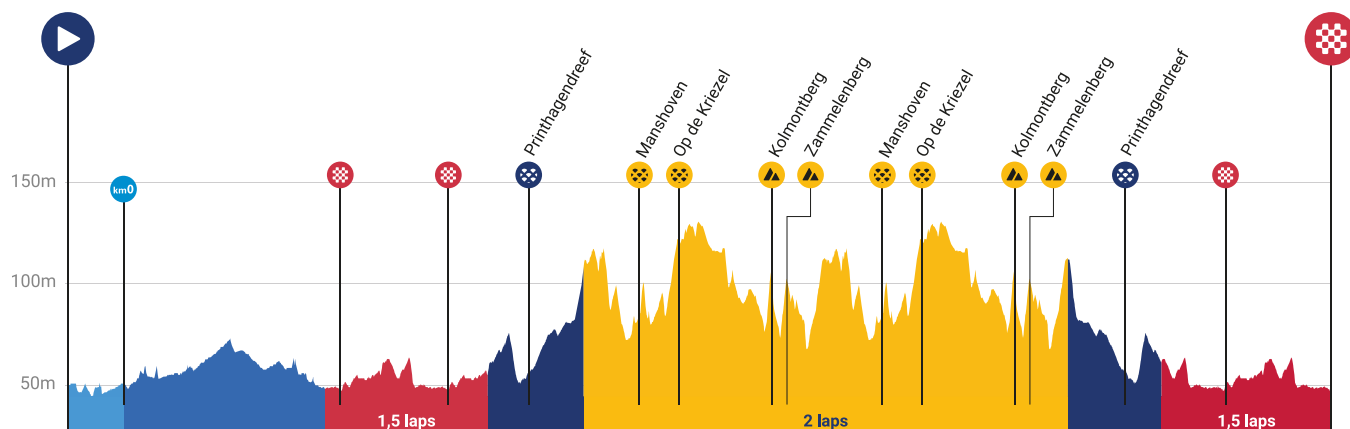 Printhagendreef
Manshoven
Op de Kriezel
Kolmontberg
Zammelenberg
Manshoven
Op de Kriezel
Kolmontberg
Zammelenberg
Printhagendreef
150m
km0
100m
50m
1,5 laps
2 laps
1,5 laps